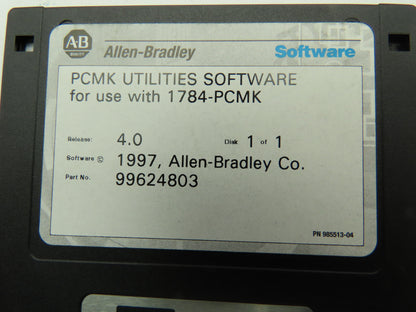 A·B Allen-Bradley Software
PCMK UTILITIES SOFTWARE
for use with 1784-PCMK
Release: 4.0 Disk 1 of 1
Software © 1997, Allen-Bradley Co.
Part No. 99624803
PN 985513-04